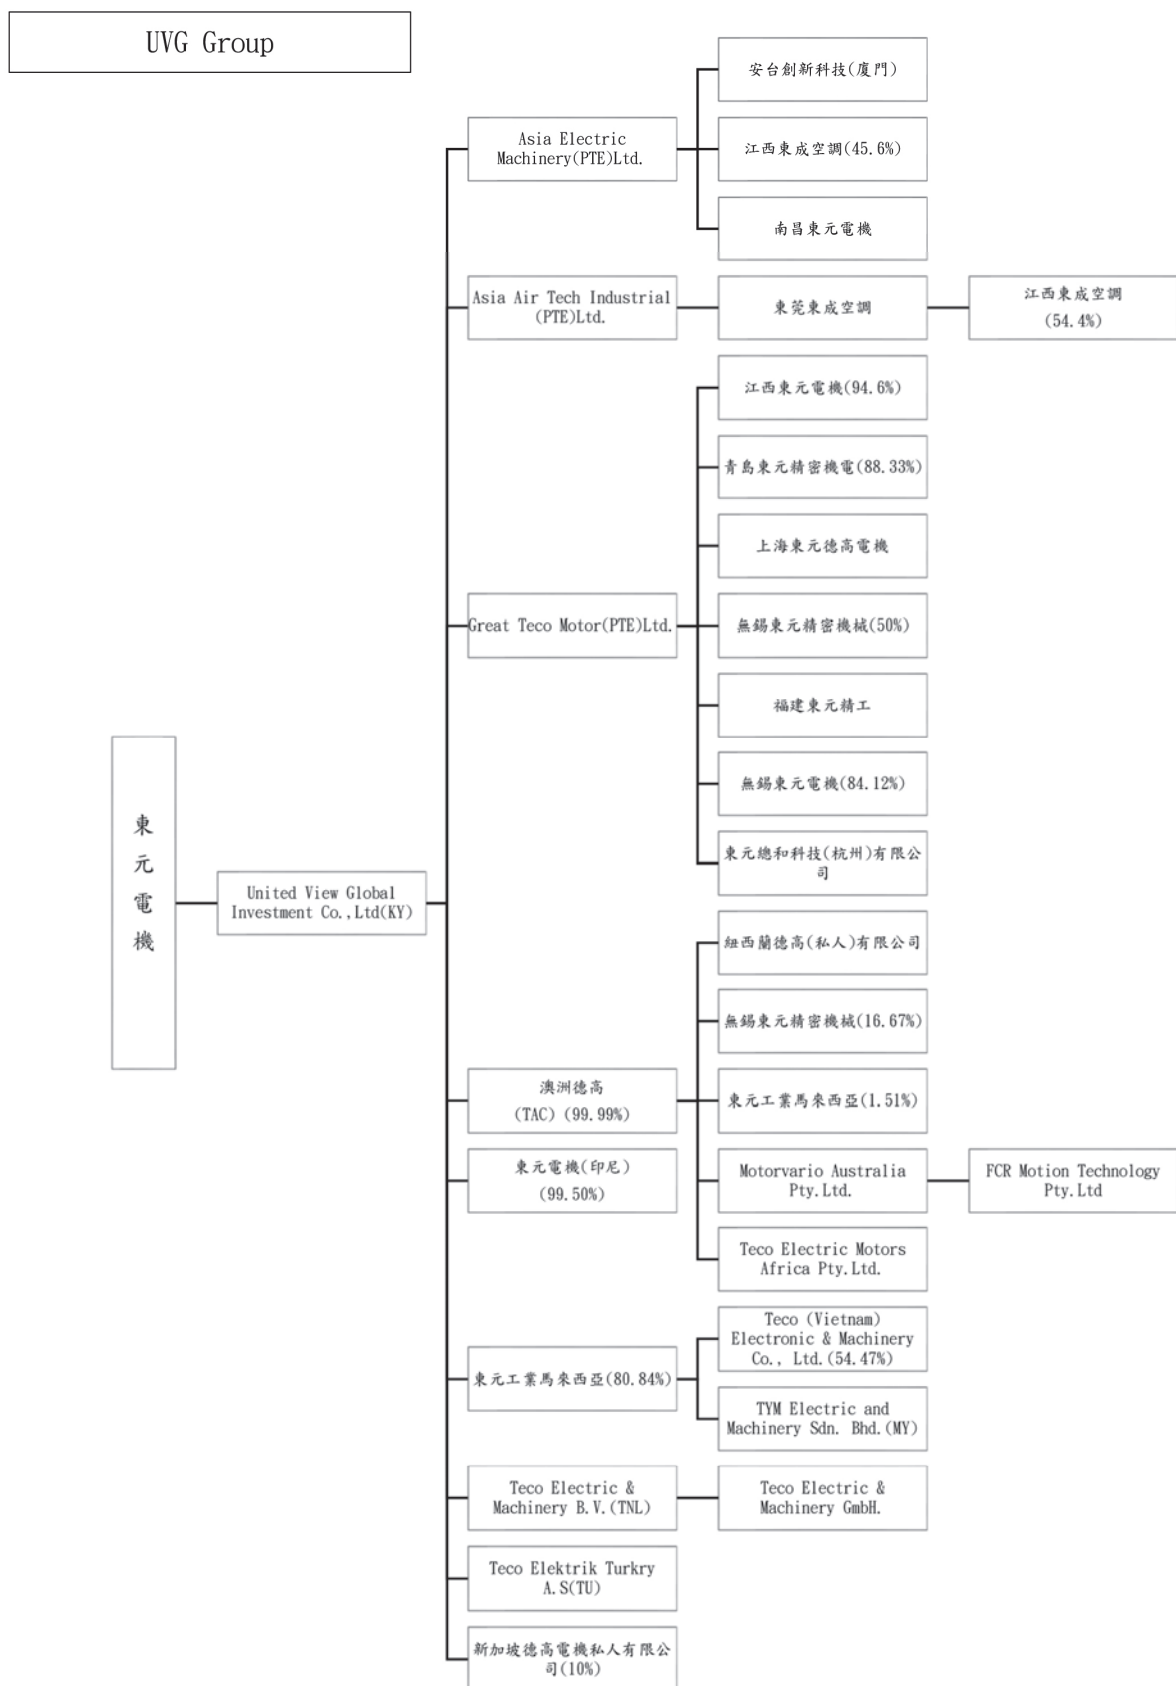 UVG Group
安台創新科技(廈門)
Asia Electric
Machinery(PTE)Ltd.
江西東成空調(45.6%)
南昌東元電機
Asia Air Tech Industrial
(PTE)Ltd.
東莞東成空調
江西東成空調
(54.4%)
江西東元電機(94.6%)
青島東元精密機電(88.33%)
上海東元德高電機
Great Teco Motor(PTE)Ltd.
無錫東元精密機械(50%)
福建東元精工
無錫東元電機(84.12%)
東元總和科技(杭州)有限公
司
東
元
電
機
United View Global
Investment Co.,Ltd(KY)
紐西蘭德高(私人)有限公司
無錫東元精密機械(16.67%)
澳洲德高
(TAC) (99.99%)
東元工業馬來西亞(1.51%)
東元電機(印尼)
(99.50%)
Motorvario Australia
Pty.Ltd.
FCR Motion Technology
Pty.Ltd
Teco Electric Motors
Africa Pty.Ltd.
東元工業馬來西亞(80.84%)
Teco (Vietnam)
Electronic & Machinery
Co., Ltd.(54.47%)
TYM Electric and
Machinery Sdn. Bhd.(MY)
Teco Electric &
Machinery B.V.(TNL)
Teco Electric &
Machinery GmbH.
Teco Elektrik Turkry
A.S(TU)
新加坡德高電機私人有限公
司(10%)